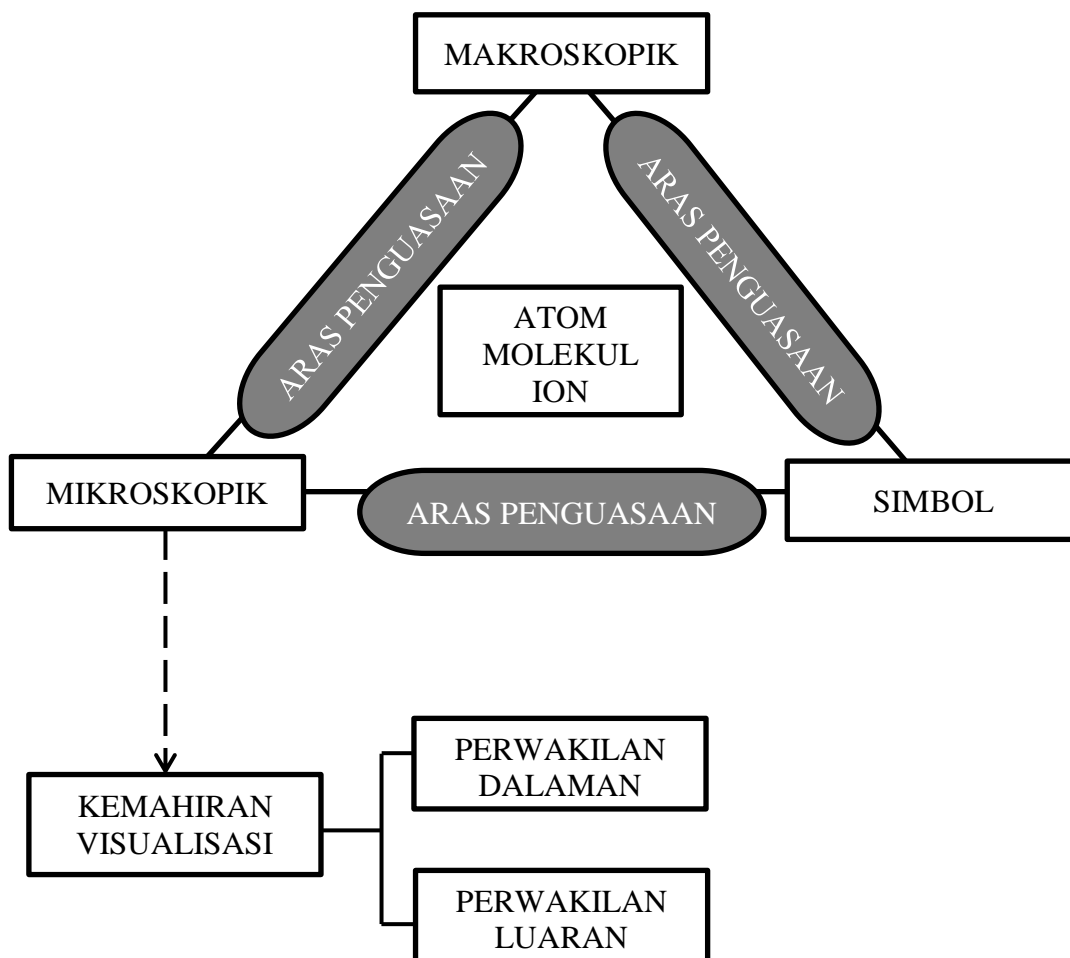 MAKROSKOPIK
ARAS PENGUASAAN
ARAS PENGUASAAN
ATOM
MOLEKUL
ION
MIKROSKOPIK
ARAS PENGUASAAN
SIMBOL
PERWAKILAN
DALAMAN
KEMAHIRAN
VISUALISASI
PERWAKILAN
LUARAN